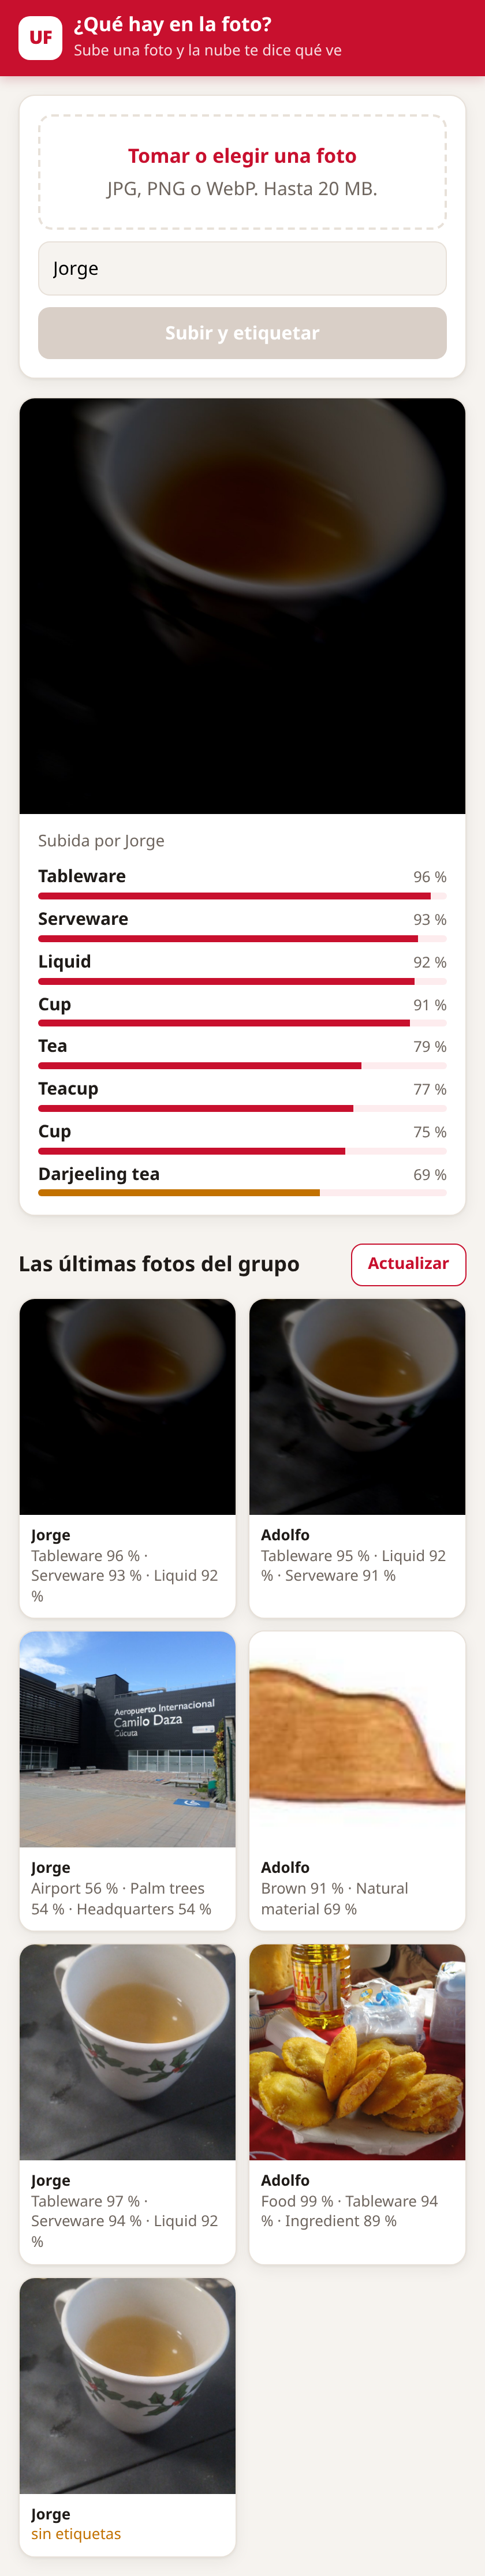 UF
¿Qué hay en la foto?
Sube una foto y la nube te dice qué ve
Tomar o elegir una foto
JPG, PNG o WebP. Hasta 20 MB.
Jorge
Subir y etiquetar
Subida por Jorge
Tableware 96 %
Serveware 93 %
Liquid 92 %
Cup 91 %
Tea 79 %
Teacup 77 %
Cup 75 %
Darjeeling tea 69 %
Las últimas fotos del grupo
Actualizar
Jorge
Tableware 96 % ·
Serveware 93 % · Liquid 92
%
Adolfo
Tableware 95 % · Liquid 92
% · Serveware 91 %
Aeropuerto Internacional
Camilo Daza
Cúcuta
Jorge
Airport 56 % · Palm trees
54 % · Headquarters 54 %
Adolfo
Brown 91 % · Natural
material 69 %
Jorge
Tableware 97 % ·
Serveware 94 % · Liquid 92
%
Adolfo
Food 99 % · Tableware 94
% · Ingredient 89 %
Jorge
sin etiquetas